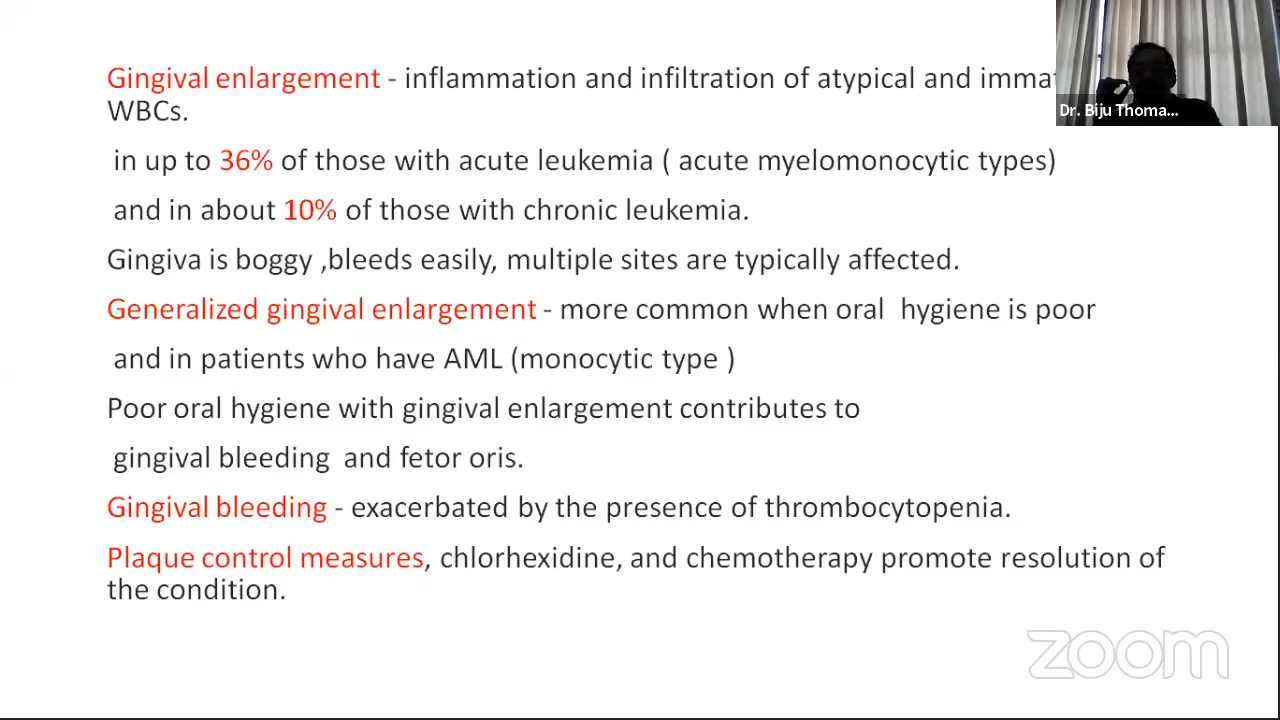 Gingival enlargement - inflammation and infiltration of atypical and
WBCs.
in up to 36% of those with acute leukemia ( acute myelomonocytic types)
and in about 10% of those with chronic leukemia.
Gingiva is boggy ,bleeds easily, multiple sites are typically affected.
Generalized gingival enlargement - more common when oral hygiene is poor
and in patients who have AML (monocytic type )
Poor oral hygiene with gingival enlargement contributes to
gingival bleeding and fetor oris.
Gingival bleeding - exacerbated by the presence of thrombocytopenia.
Plaque control measures, chlorhexidine, and chemotherapy promote resolution of
the condition.
Dr. Biju Thoma...
zoom